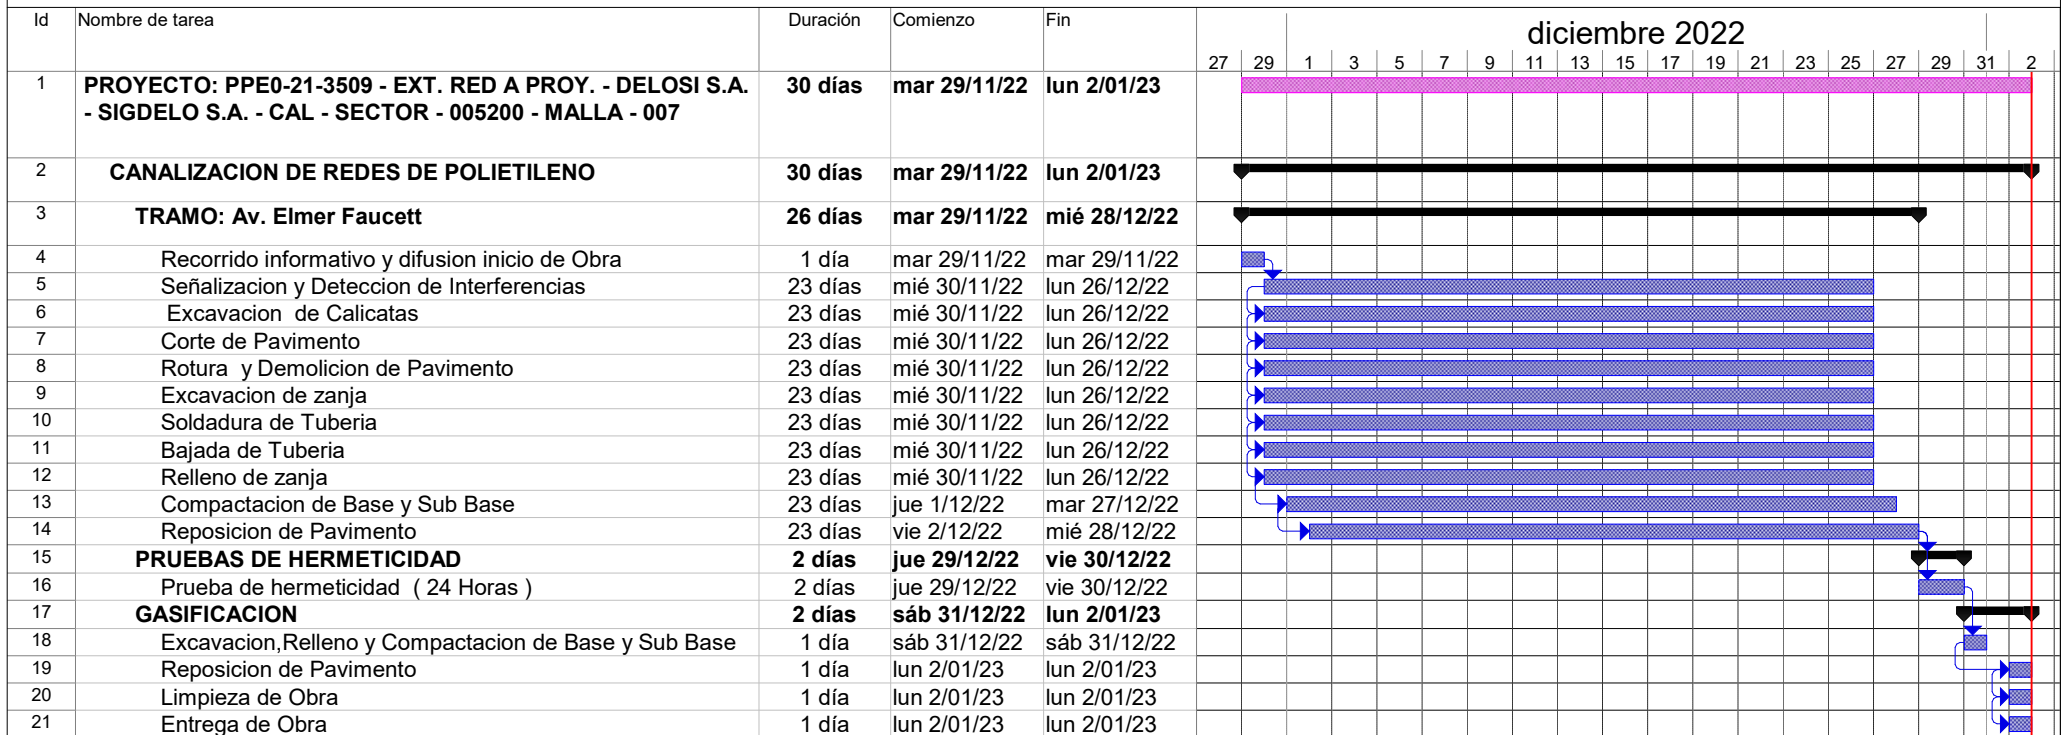 Id Nombre de tarea Duración Comienzo Fin diciembre 2022
27 29 1 3 5 7 9 11 13 15 17 19 21 23 25 27 29 31 2
1 PROYECTO: PPE0-21-3509 - EXT. RED A PROY. - DELOSI S.A. 30 días mar 29/11/22 lun 2/01/23
- SIGDELO S.A. - CAL - SECTOR - 005200 - MALLA - 007
2 CANALIZACION DE REDES DE POLIETILENO 30 días mar 29/11/22 lun 2/01/23
3 TRAMO: Av. Elmer Faucett 26 días mar 29/11/22 mié 28/12/22
4 Recorrido informativo y difusion inicio de Obra 1 día mar 29/11/22 mar 29/11/22
5 Señalizacion y Deteccion de Interferencias 23 días mié 30/11/22 lun 26/12/22
6 Excavacion de Calicatas 23 días mié 30/11/22 lun 26/12/22
7 Corte de Pavimento 23 días mié 30/11/22 lun 26/12/22
8 Rotura y Demolicion de Pavimento 23 días mié 30/11/22 lun 26/12/22
9 Excavacion de zanja 23 días mié 30/11/22 lun 26/12/22
10 Soldadura de Tuberia 23 días mié 30/11/22 lun 26/12/22
11 Bajada de Tuberia 23 días mié 30/11/22 lun 26/12/22
12 Relleno de zanja 23 días mié 30/11/22 lun 26/12/22
13 Compactacion de Base y Sub Base 23 días jue 1/12/22 mar 27/12/22
14 Reposicion de Pavimento 23 días vie 2/12/22 mié 28/12/22
15 PRUEBAS DE HERMETICIDAD 2 días jue 29/12/22 vie 30/12/22
16 Prueba de hermeticidad ( 24 Horas ) 2 días jue 29/12/22 vie 30/12/22
17 GASIFICACION 2 días sáb 31/12/22 lun 2/01/23
18 Excavacion,Relleno y Compactacion de Base y Sub Base 1 día sáb 31/12/22 sáb 31/12/22
19 Reposicion de Pavimento 1 día lun 2/01/23 lun 2/01/23
20 Limpieza de Obra 1 día lun 2/01/23 lun 2/01/23
21 Entrega de Obra 1 día lun 2/01/23 lun 2/01/23